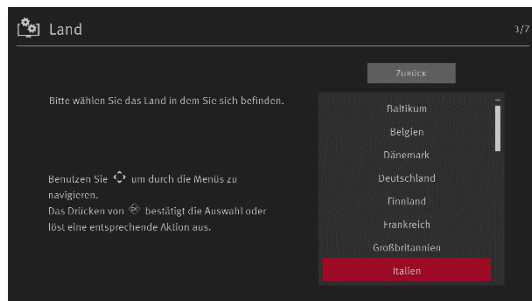 Land
3/7
Zurück
Bitte wählen Sie das Land in dem Sie sich befinden.
Benutzen Sie um durch die Menüs zu
navigieren.
Das Drücken von bestätigt die Auswahl oder
löst eine entsprechende Aktion aus.
Baltikum
Belgien
Dänemark
Deutschland
Finnland
Frankreich
Großbritannien
Italien